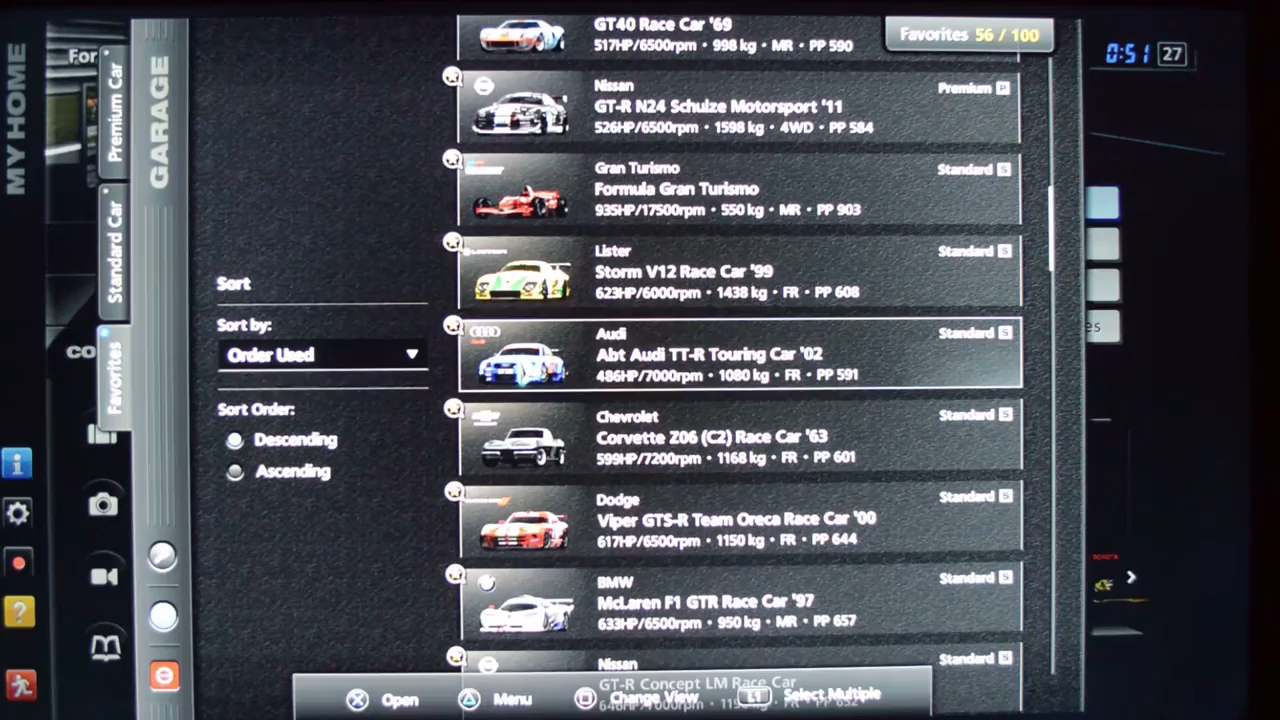 MY HOME
For
Premium Car
Standard Car
Favorites
GARAGE
CO
Sort
Sort by:
Order Used
Sort Order:
Descending
Ascending
Favorites 56 / 100
0:51 27
GT40 Race Car '69
517HP/6500rpm • 998 kg • MR • PP 590
Nissan
Premium P
GT-R N24 Schulze Motorsport '11
526HP/6500rpm • 1598 kg • 4WD • PP 584
Gran Turismo
Standard S
Formula Gran Turismo
935HP/17500rpm • 550 kg • MR • PP 903
Lister
Standard S
Storm V12 Race Car '99
623HP/6000rpm • 1438 kg • FR • PP 608
Audi
Standard S
Abt Audi TT-R Touring Car '02
486HP/7000rpm • 1080 kg • FR • PP 591
Chevrolet
Standard S
Corvette Z06 (C2) Race Car '63
599HP/7200rpm • 1168 kg • FR • PP 601
Dodge
Standard S
Viper GTS-R Team Oreca Race Car '00
617HP/6500rpm • 1150 kg • FR • PP 644
BMW
Standard S
McLaren F1 GTR Race Car '97
633HP/6500rpm • 950 kg • MR • PP 657
Nissan
Standard S
GT-R Concept LM Race Car
es
TOYOTA
Open
Menu
Change View
L1 Select Multiple